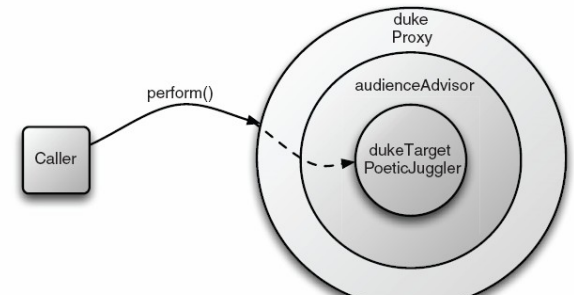 duke
Proxy
perform()
audienceAdvisor
Caller
dukeTarget
PoeticJuggler